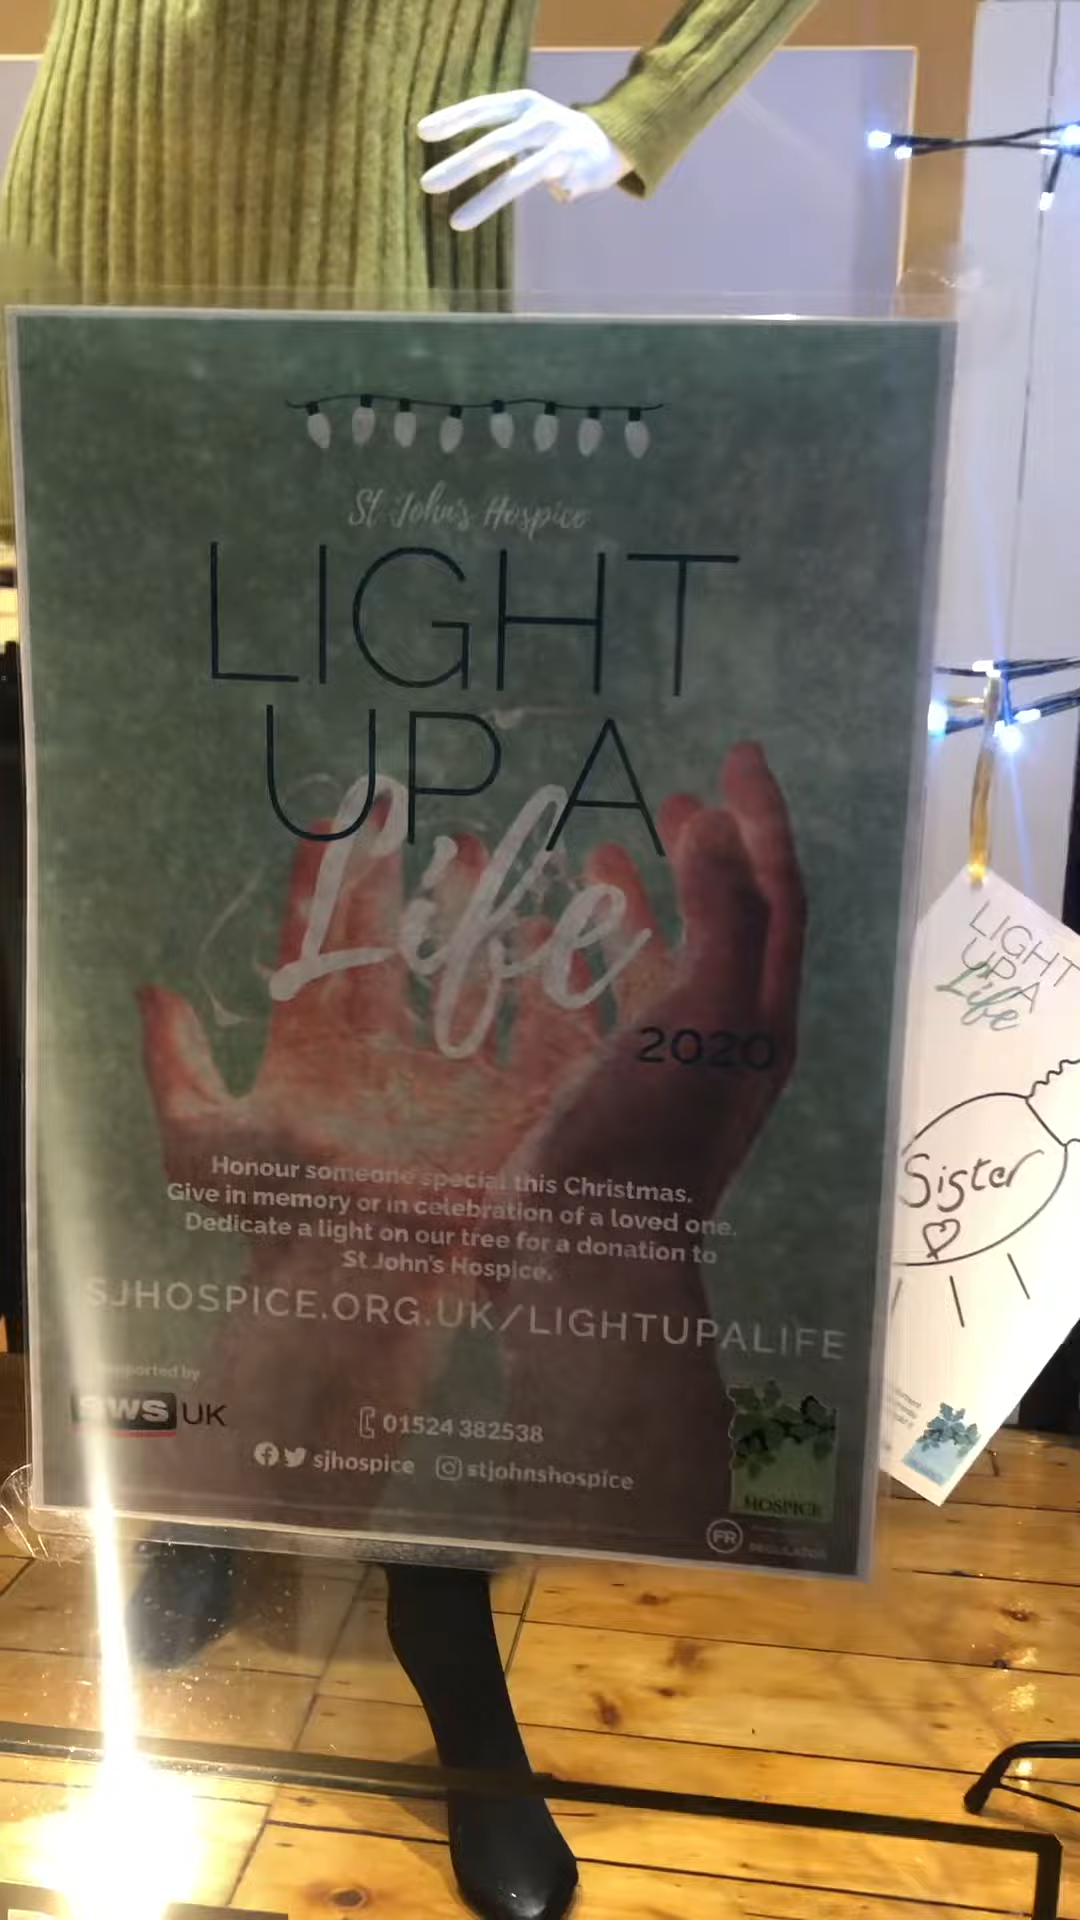 St John's Hospice
LIGHT
UP A
Life
2020
Honour someone special this Christmas.
Give in memory or in celebration of a loved one.
Dedicate a light on our tree for a donation to
St John's Hospice.
SJHOSPICE.ORG.UK/LIGHTUPALIFE
Supported by
SWS UK
01524 382538
sjhospice stjohnshospice
HOSPICE
FR
REGULATOR
LIGHT
UP A
Life
Sister